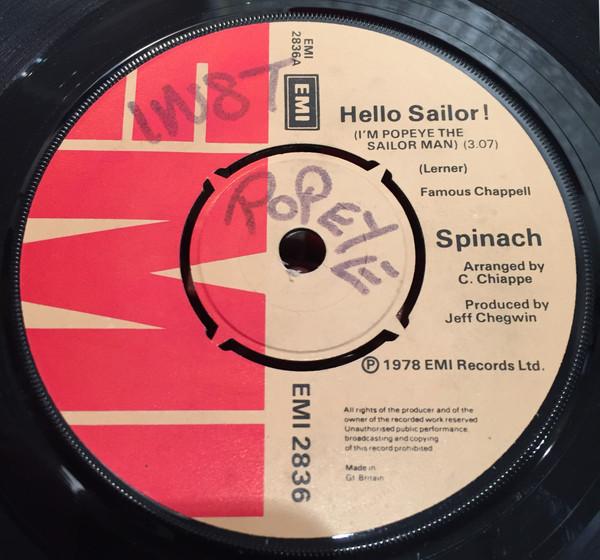 EMI
2836A
EMI
INST
POPEYE
Hello Sailor!
(I'M POPEYE THE
SAILOR MAN) (3.07)
(Lerner)
Famous Chappell
Spinach
Arranged by
C. Chiappe
Produced by
Jeff Chegwin
Ⓟ 1978 EMI Records Ltd.
EMI 2836
All rights of the producer and of the
owner of the recorded work reserved
Unauthorised public performance,
broadcasting and copying
of this record prohibited
Made in
Gt Britain
EMI